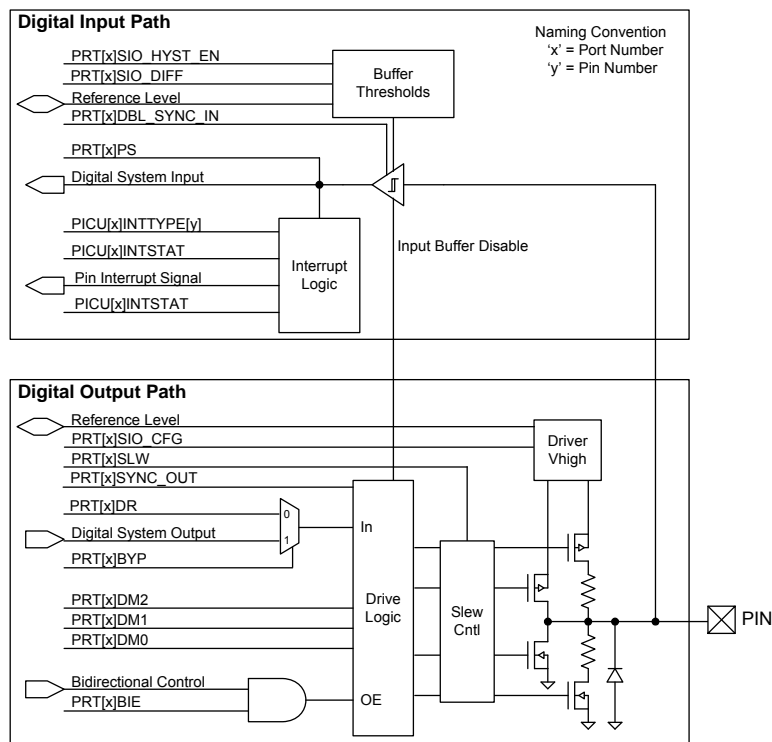 Digital Input Path
Naming Convention
‘x’ = Port Number
‘y’ = Pin Number
PRT[x]SIO_HYST_EN
PRT[x]SIO_DIFF
Reference Level
PRT[x]DBL_SYNC_IN
Buffer
Thresholds
PRT[x]PS
Digital System Input
PICU[x]INTTYPE[y]
PICU[x]INTSTAT
Pin Interrupt Signal
PICU[x]INTSTAT
Interrupt
Logic
Input Buffer Disable
Digital Output Path
Reference Level
PRT[x]SIO_CFG
PRT[x]SLW
PRT[x]SYNC_OUT
Driver
Vhigh
PRT[x]DR
Digital System Output
PRT[x]BYP
0
1
In
PRT[x]DM2
PRT[x]DM1
PRT[x]DM0
Drive
Logic
Slew
Cntl
PIN
Bidirectional Control
PRT[x]BIE
OE